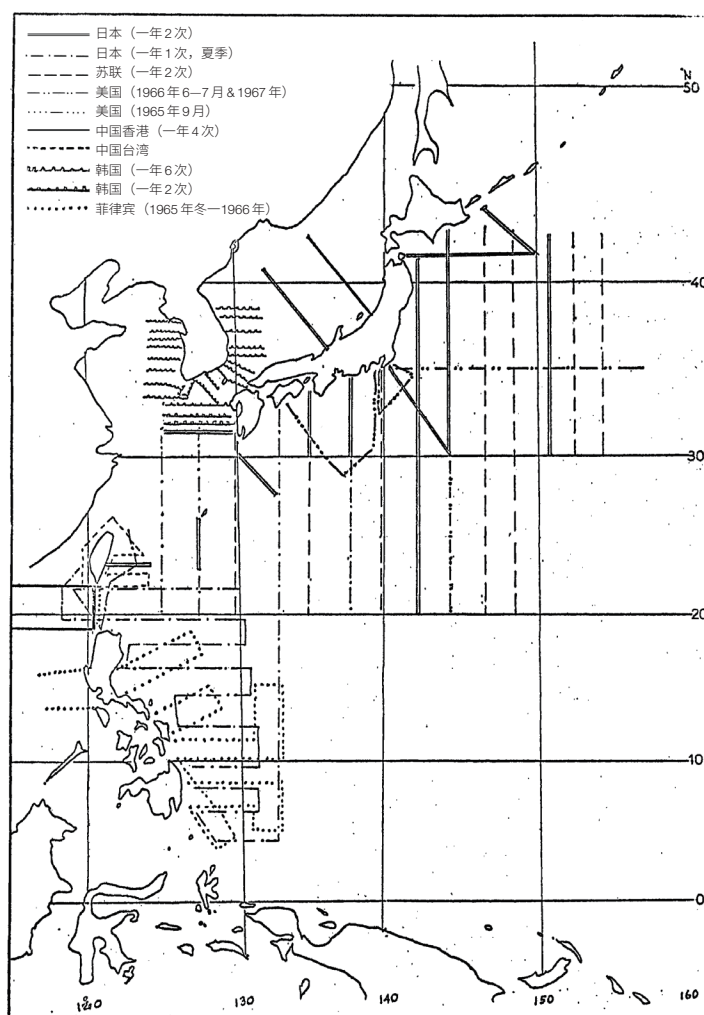 日本（一年2次）
日本（一年1次，夏季）
苏联（一年2次）
美国（1966年6—7月&1967年）
美国（1965年9月）
中国香港（一年4次）
中国台湾
韩国（一年6次）
韩国（一年2次）
菲律宾（1965年冬—1966年）
°N
50
40
30
20
10
0
120
130
140
150
160